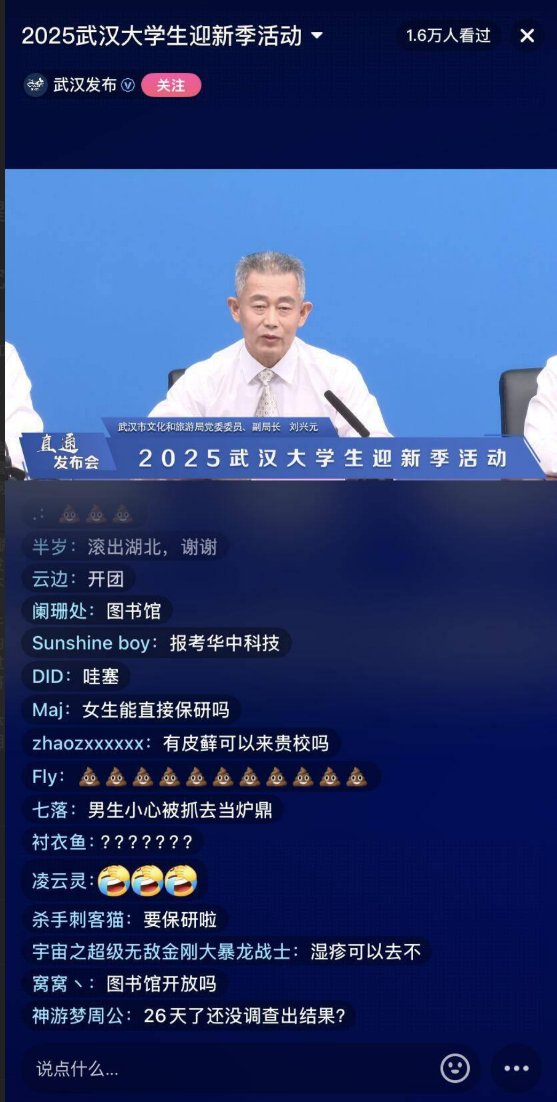 2025武汉大学生迎新季活动
1.6万人看过
武汉发布
关注
武汉市文化和旅游局党委委员、副局长 刘兴元
直通
发布会
2025武汉大学生迎新季活动
.: 💩💩💩
半岁: 滚出湖北，谢谢
云边: 开团
阑珊处: 图书馆
Sunshine boy: 报考华中科技
DID: 哇塞
Maj: 女生能直接保研吗
zhaozxxxxxx: 有皮藓可以来贵校吗
Fly: 💩💩💩💩💩💩💩💩💩💩💩
七落: 男生小心被抓去当炉鼎
衬衣鱼: ???????
凌云灵: 🤣🤣🤣
杀手刺客猫: 要保研啦
宇宙之超级无敌金刚大暴龙战士: 湿疹可以去不
窝窝丶: 图书馆开放吗
神游梦周公: 26天了还没调查出结果?
说点什么...